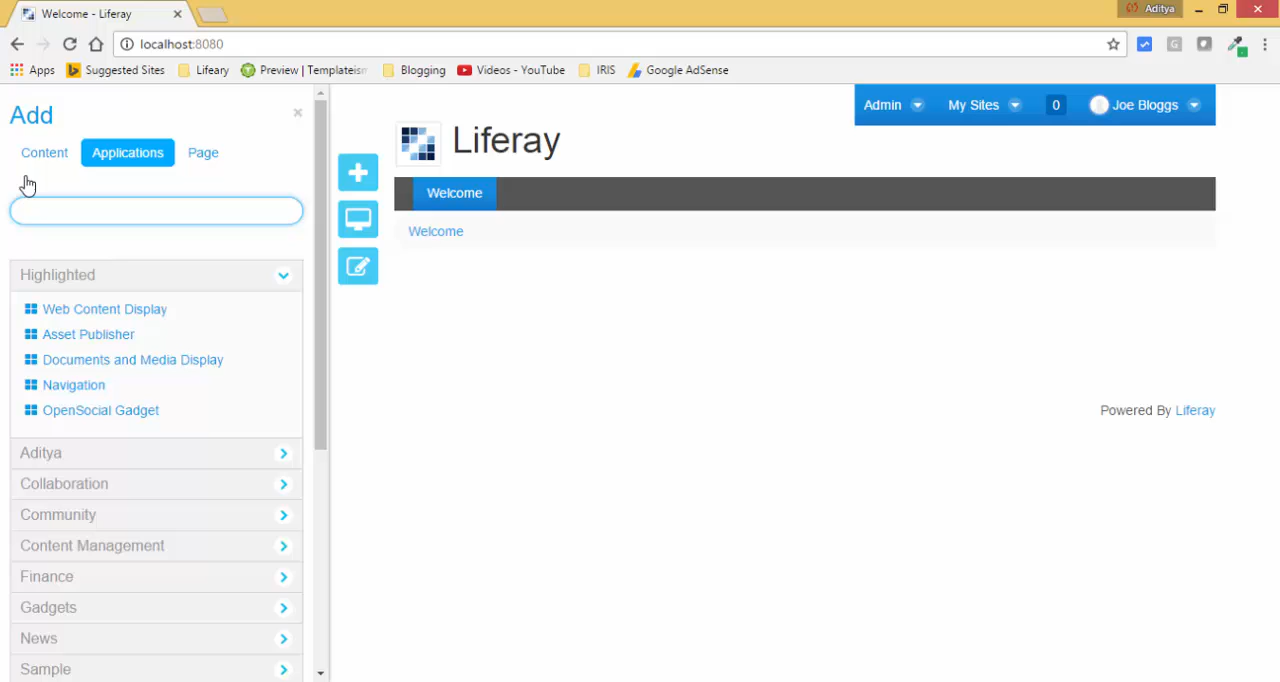 Welcome - Liferay
Aditya
localhost:8080
Apps Suggested Sites Lifeary Preview | Templateism Blogging Videos - YouTube IRIS Google AdSense
Add
Content Applications Page
Highlighted
Web Content Display
Asset Publisher
Documents and Media Display
Navigation
OpenSocial Gadget
Aditya
Collaboration
Community
Content Management
Finance
Gadgets
News
Sample
Admin My Sites 0 Joe Bloggs
Liferay
Welcome
Welcome
Powered By Liferay